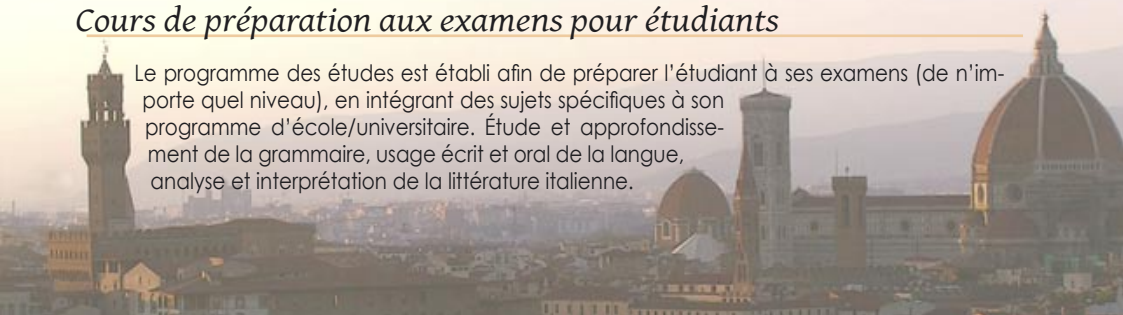 Cours de préparation aux examens pour étudiants
Le programme des études est établi afin de préparer l'étudiant à ses examens (de n'im-
porte quel niveau), en intégrant des sujets spécifiques à son
programme d'école/universitaire. Étude et approfondisse-
ment de la grammaire, usage écrit et oral de la langue,
analyse et interprétation de la littérature italienne.